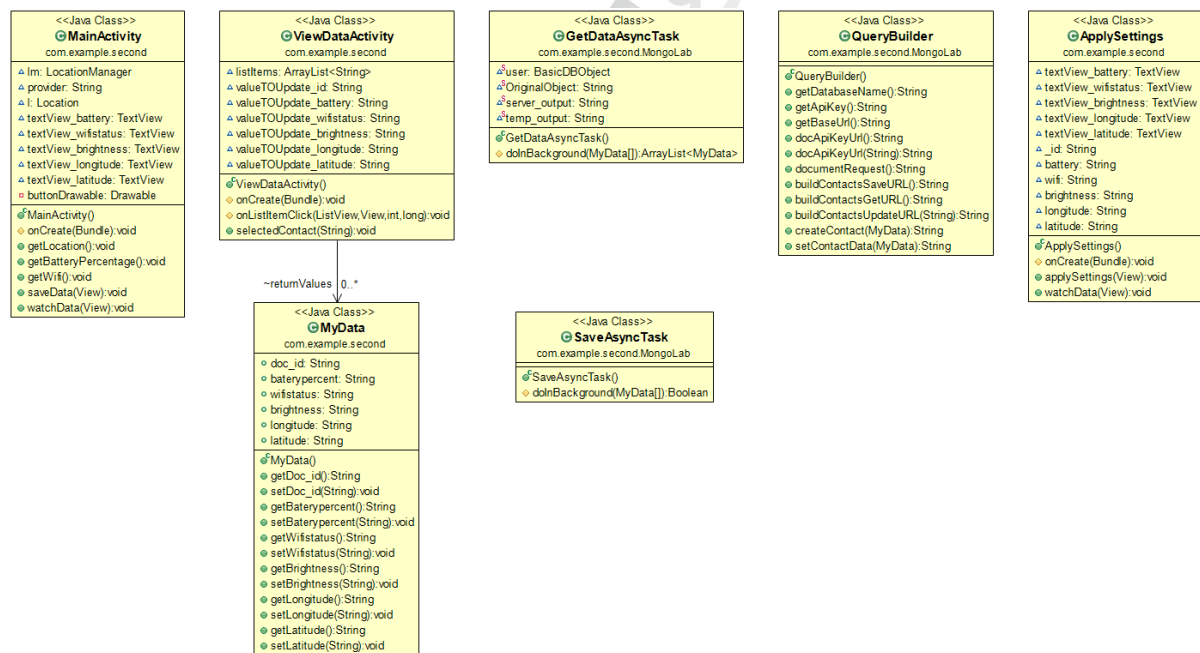 <<Java Class>>
MainActivity
com.example.second
lm: LocationManager
provider: String
l: Location
textView_battery: TextView
textView_wifistatus: TextView
textView_brightness: TextView
textView_longitude: TextView
textView_latitude: TextView
buttonDrawable: Drawable
MainActivity()
onCreate(Bundle):void
getLocation():void
getBatteryPercentage():void
getWifi():void
saveData(View):void
watchData(View):void
<<Java Class>>
ViewDataActivity
com.example.second
listItems: ArrayList<String>
valueTOUpdate_id: String
valueTOUpdate_battery: String
valueTOUpdate_wifistatus: String
valueTOUpdate_brightness: String
valueTOUpdate_longitude: String
valueTOUpdate_latitude: String
ViewDataActivity()
onCreate(Bundle):void
onListItemClick(ListView,View,int,long):void
selectedContact(String):void
~returnValues 0..*
<<Java Class>>
MyData
com.example.second
doc_id: String
baterypercent: String
wifistatus: String
brightness: String
longitude: String
latitude: String
MyData()
getDoc_id():String
setDoc_id(String):void
getBaterypercent():String
setBaterypercent(String):void
getWifistatus():String
setWifistatus(String):void
getBrightness():String
setBrightness(String):void
getLongitude():String
setLongitude(String):void
getLatitude():String
setLatitude(String):void
<<Java Class>>
GetDataAsyncTask
com.example.second.MongoLab
user: BasicDBObject
OriginalObject: String
server_output: String
temp_output: String
GetDataAsyncTask()
doInBackground(MyData[]):ArrayList<MyData>
<<Java Class>>
SaveAsyncTask
com.example.second.MongoLab
SaveAsyncTask()
doInBackground(MyData[]):Boolean
<<Java Class>>
QueryBuilder
com.example.second.MongoLab
QueryBuilder()
getDatabaseName():String
getApiKey():String
getBaseUrl():String
docApiKeyUrl():String
docApiKeyUrl(String):String
documentRequest():String
buildContactsSaveURL():String
buildContactsGetURL():String
buildContactsUpdateURL(String):String
createContact(MyData):String
setContactData(MyData):String
<<Java Class>>
ApplySettings
com.example.second
textView_battery: TextView
textView_wifistatus: TextView
textView_brightness: TextView
textView_longitude: TextView
textView_latitude: TextView
_id: String
battery: String
wifi: String
brightness: String
longitude: String
latitude: String
ApplySettings()
onCreate(Bundle):void
applySettings(View):void
watchData(View):void